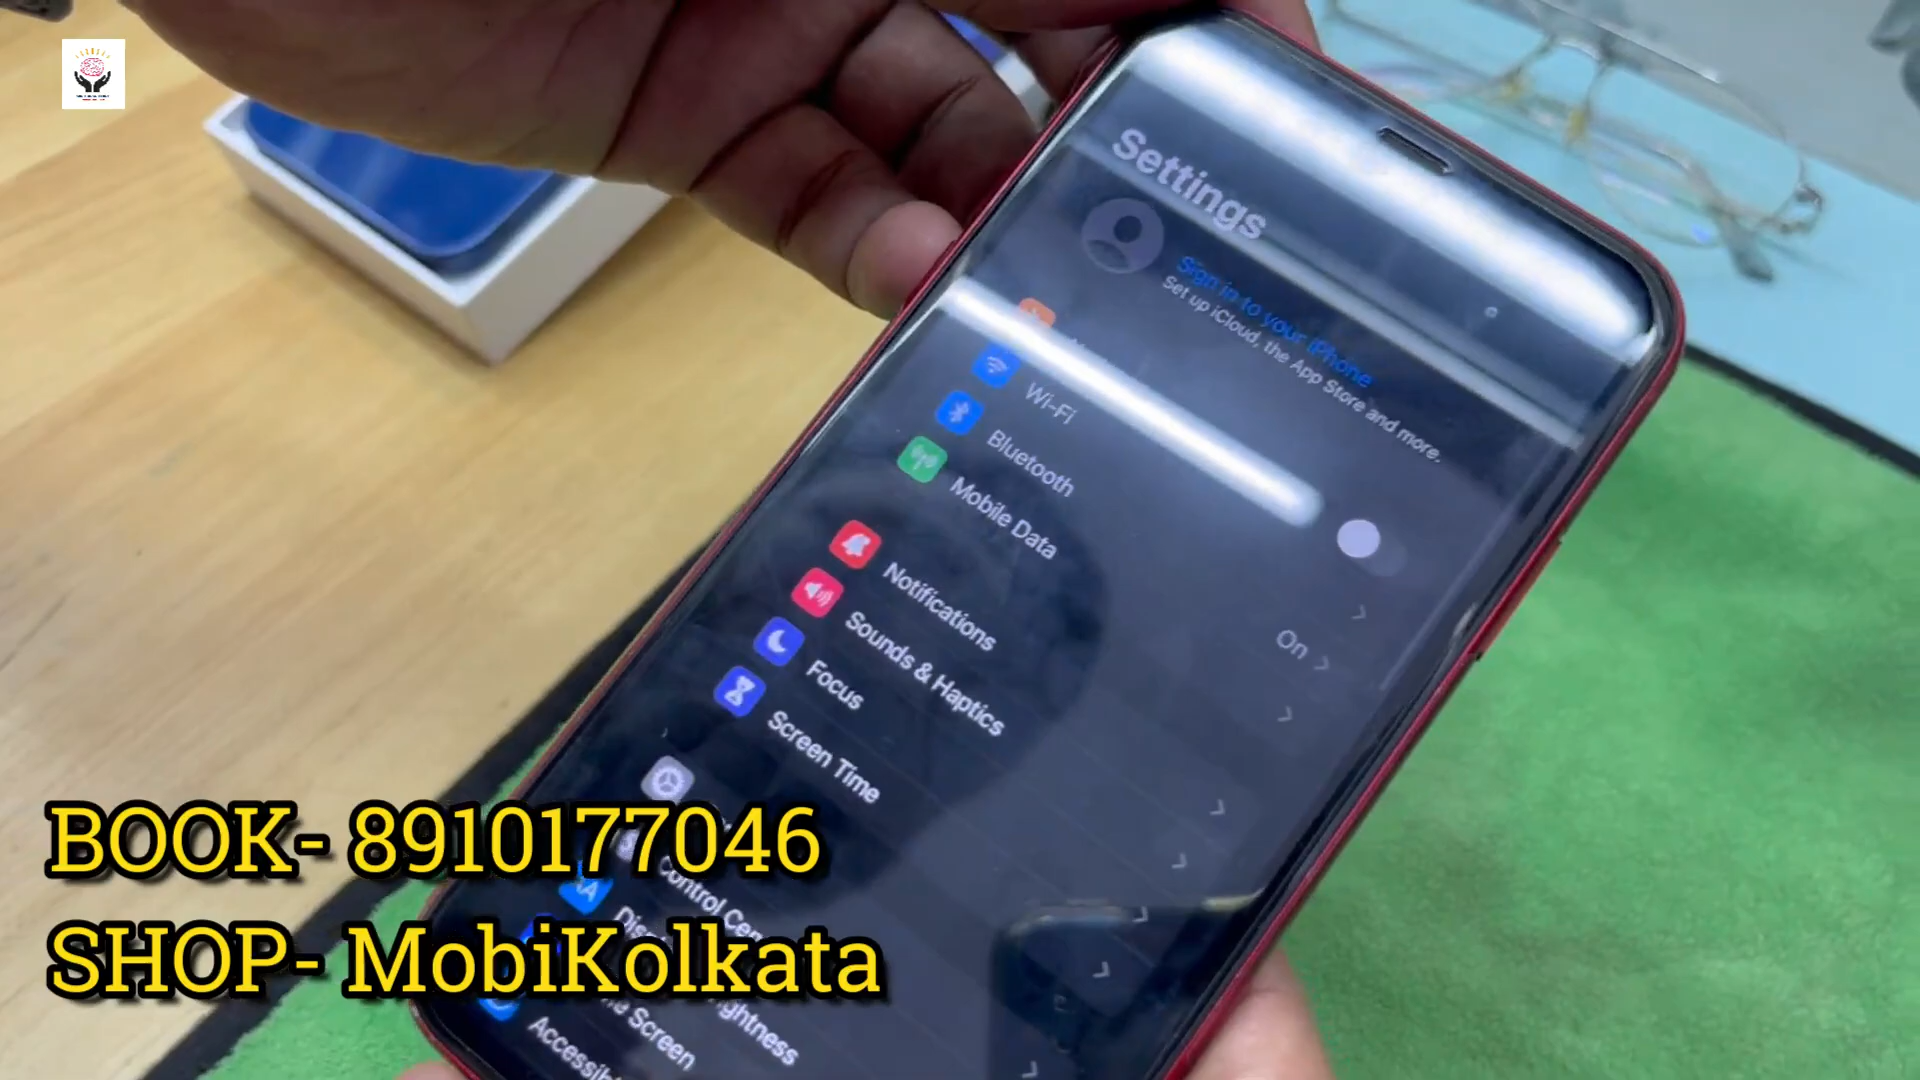 Settings
Sign in to your iPhone
Set up iCloud, the App Store and more.
Wi-Fi
Bluetooth
On
Mobile Data
Notifications
Sounds & Haptics
Focus
Screen Time
BOOK- 8910177046
SHOP- MobiKolkata